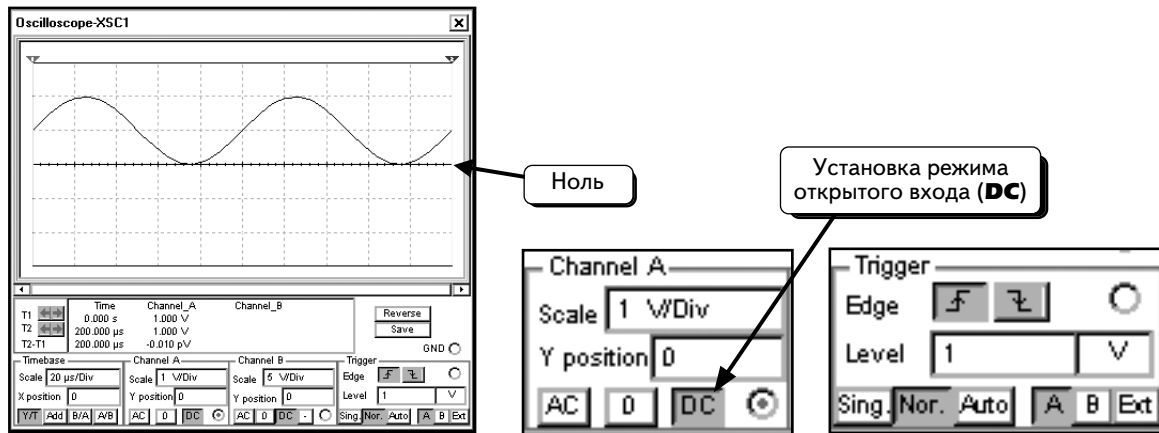 Oscilloscope-XSC1
Ноль
Установка режима
открытого входа (DC)
Time Channel_A Channel_B
T1 0.000 s 1.000 V
T2 200.000 µs 1.000 V
T2-T1 200.000 µs -0.010 pV
Reverse
Save
GND
Timebase
Scale 20 µs/Div
X position 0
Y/T Add B/A A/B
Channel A
Scale 1 V/Div
Y position 0
AC 0 DC
Channel B
Scale 5 V/Div
Y position 0
AC 0 DC -
Trigger
Edge
Level 1 V
Sing. Nor. Auto A B Ext
Channel A
Scale 1 V/Div
Y position 0
AC 0 DC
Trigger
Edge
Level 1 V
Sing. Nor. Auto A B Ext